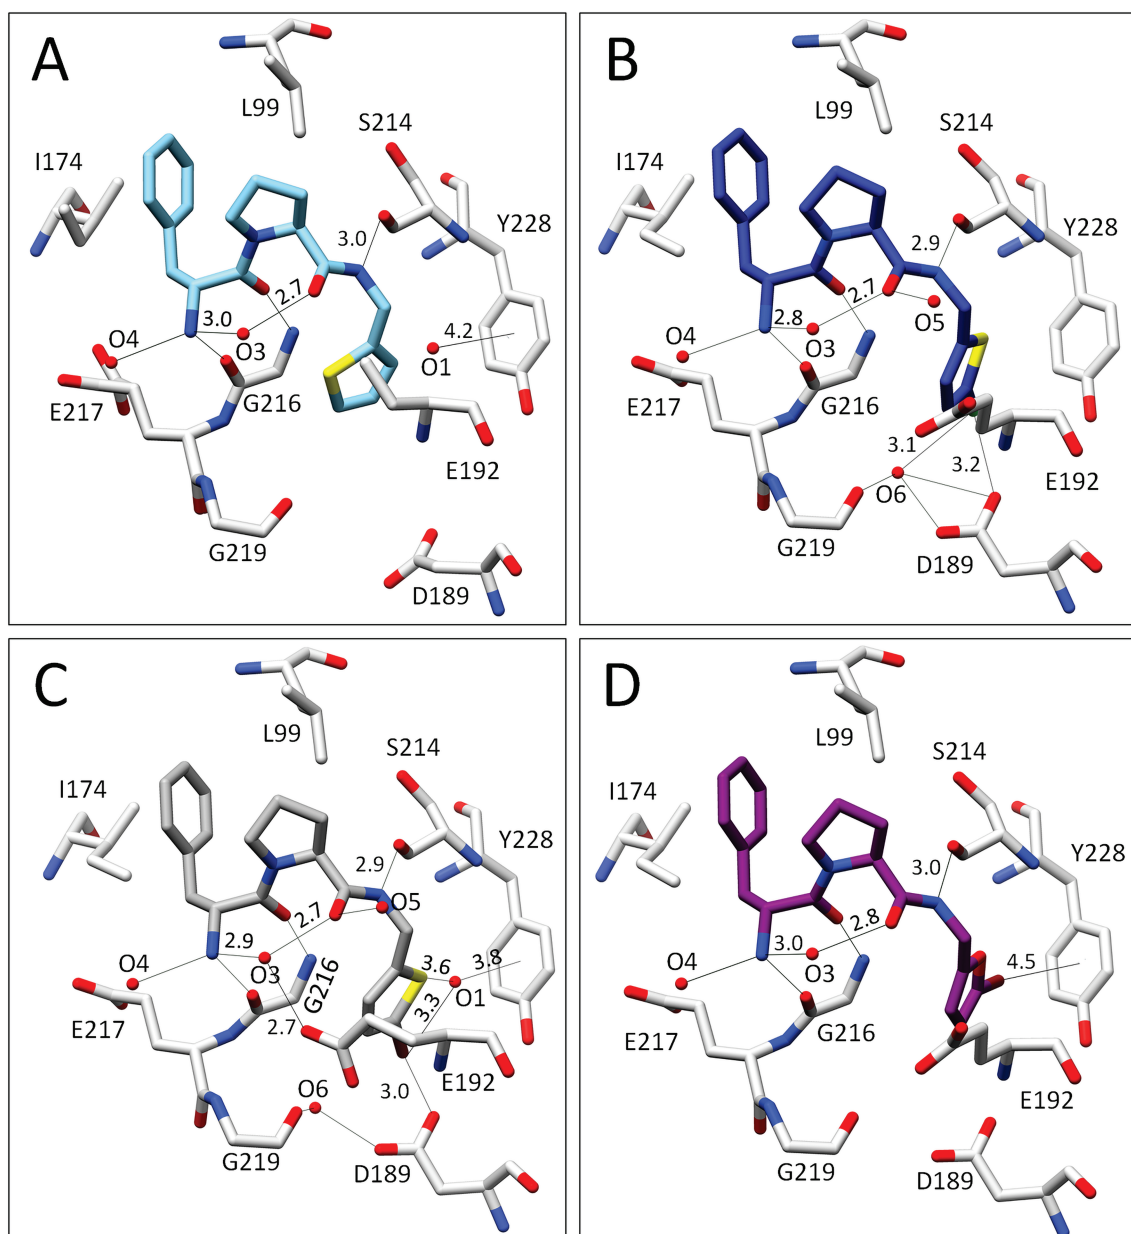 A
L99
S214
I174
Y228
3.0
2.7
3.0
O4
O3
4.2
O1
E217
G216
E192
G219
D189
B
L99
S214
I174
Y228
2.9
2.7
2.8
O5
O4
O3
E217
G216
3.1
3.2
E192
O6
G219
D189
C
L99
S214
I174
Y228
2.9
2.7
O5
2.9
O4
O3
G216
3.6
3.8
O1
3.3
E217
2.7
E192
O6
3.0
G219
D189
D
L99
S214
I174
Y228
3.0
2.8
3.0
O4
O3
4.5
E217
G216
E192
G219
D189